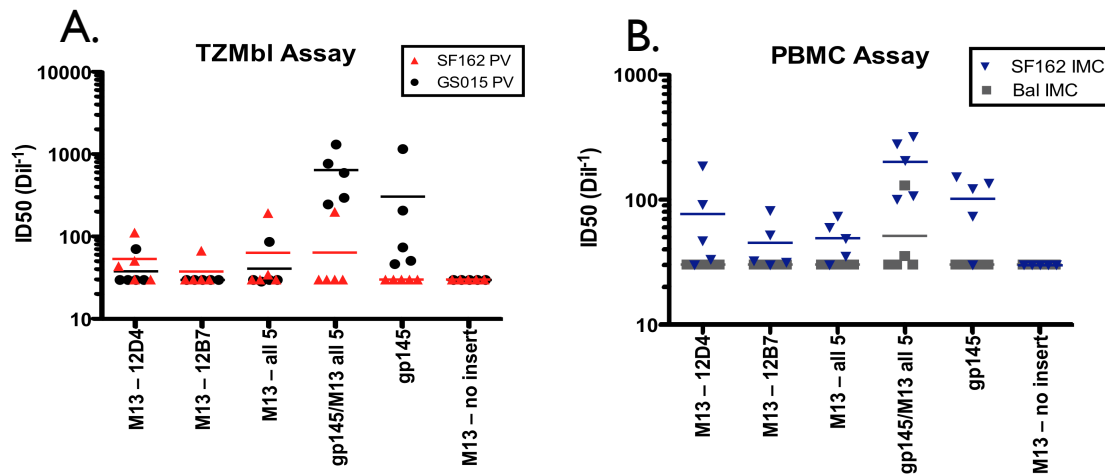 A.
TZMbl Assay
SF162 PV
GS015 PV
ID50 (Dil-1)
10000
1000
100
10
M13 – 12D4
M13 – 12B7
M13 – all 5
gp145/M13 all 5
gp145
M13 – no insert
B.
PBMC Assay
SF162 IMC
Bal IMC
ID50 (Dil-1)
1000
100
10
M13 – 12D4
M13 – 12B7
M13 – all 5
gp145/M13 all 5
gp145
M13 – no insert